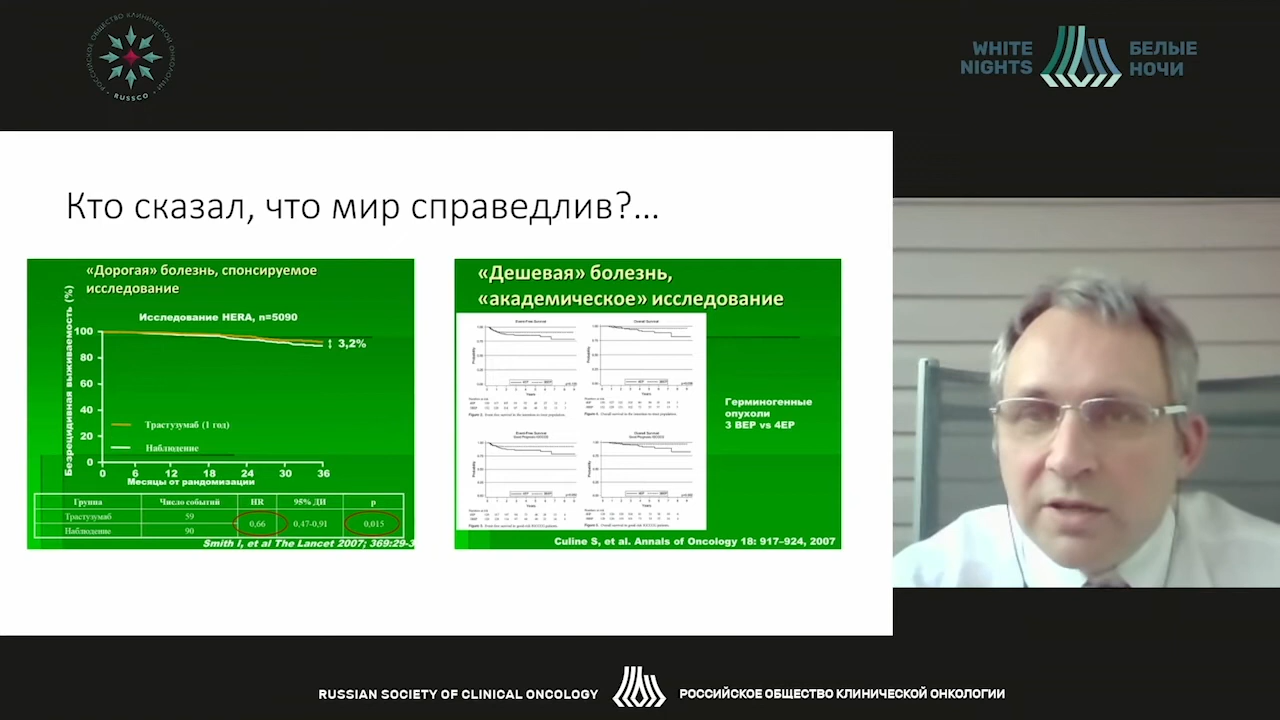 РОССИЙСКОЕ ОБЩЕСТВО КЛИНИЧЕСКОЙ ОНКОЛОГИИ
• RUSSCO •
WHITE
NIGHTS
БЕЛЫЕ
НОЧИ
Кто сказал, что мир справедлив?...
«Дорогая» болезнь, спонсируемое
исследование
Исследование HERA, n=5090
Безрецидивная выживаемость (%)
100
80
60
40
20
0
3,2%
Трастузумаб (1 год)
Наблюдение
0 6 12 18 24 30 36
Месяцы от рандомизации
Группа Число событий HR 95% ДИ p
Трастузумаб 59 0,66 0,47-0,91 0,015
Наблюдение 90
Smith I, et al The Lancet 2007; 369:29-3
«Дешевая» болезнь,
«академическое» исследование
Герминогенные
опухоли
3 BEP vs 4EP
Culine S, et al. Annals of Oncology 18: 917–924, 2007
RUSSIAN SOCIETY OF CLINICAL ONCOLOGY
РОССИЙСКОЕ ОБЩЕСТВО КЛИНИЧЕСКОЙ ОНКОЛОГИИ